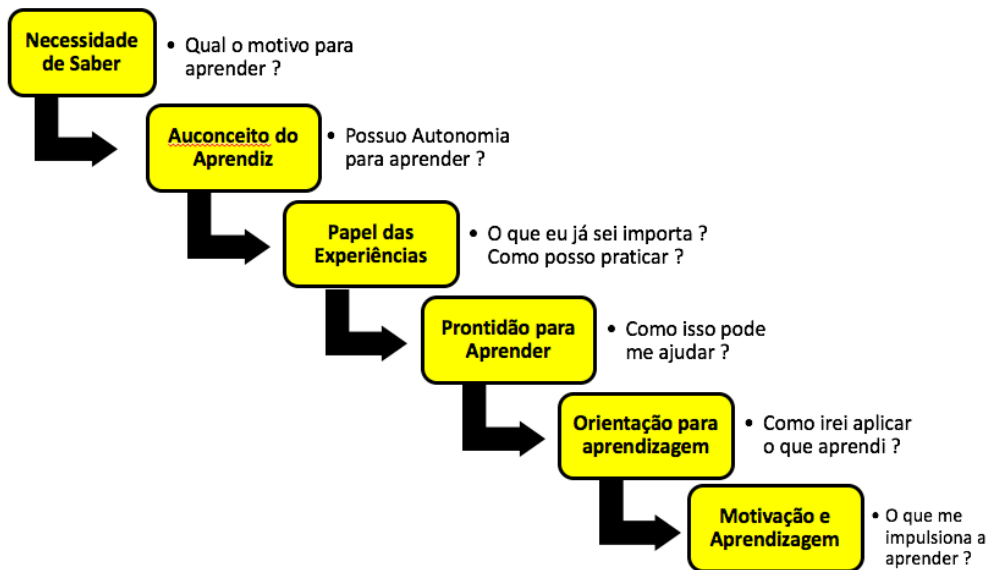 Necessidade
de Saber
• Qual o motivo para
aprender ?
Auconceito do
Aprendiz
• Possuo Autonomia
para aprender ?
Papel das
Experiências
• O que eu já sei importa ?
Como posso praticar ?
Prontidão para
Aprender
• Como isso pode
me ajudar ?
Orientação para
aprendizagem
• Como irei aplicar
o que aprendi ?
Motivação e
Aprendizagem
• O que me
impulsiona a
aprender ?